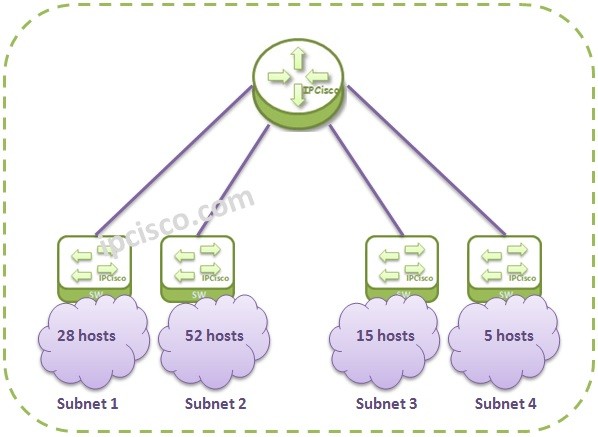 IPCisco
ipcisco.com
IPCisco
IPCisco
IPCisco
IPCisco
SW
SW
SW
SW
28 hosts
52 hosts
15 hosts
5 hosts
Subnet 1
Subnet 2
Subnet 3
Subnet 4